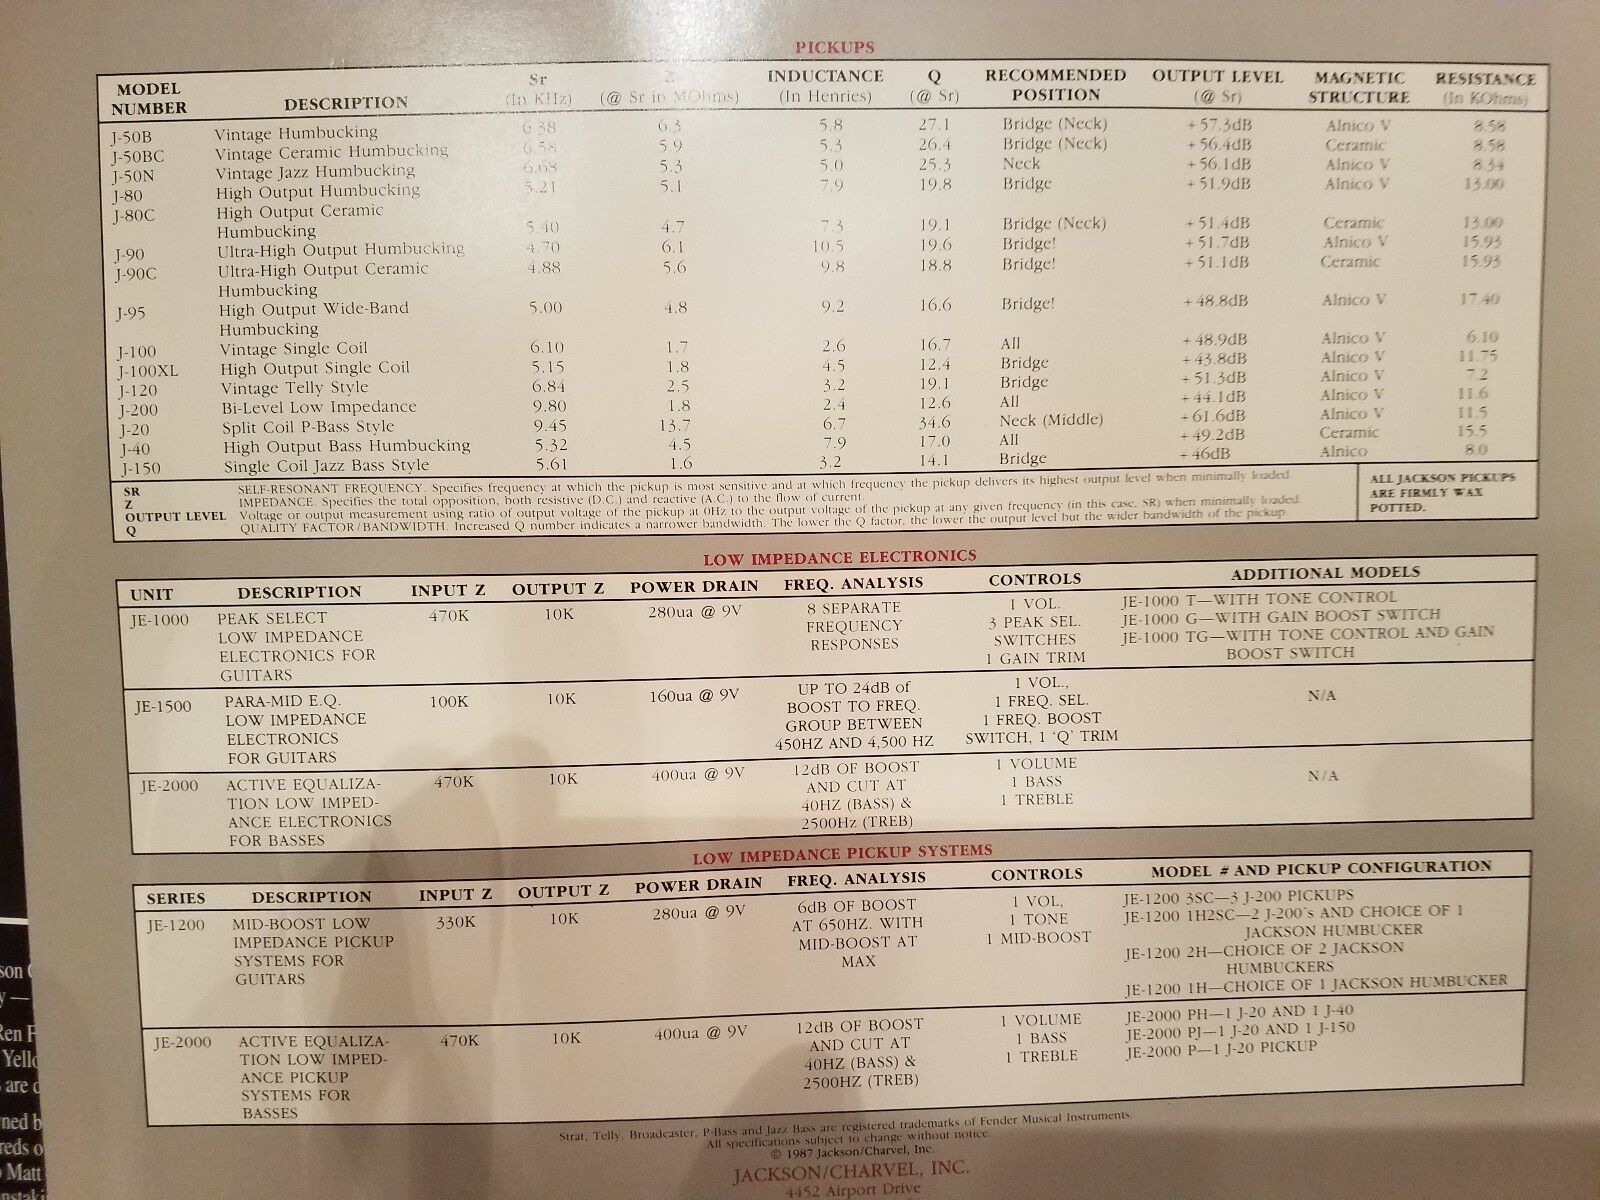 PICKUPS
MODEL NUMBER DESCRIPTION Sr (In KHz) Z (@ Sr in MOhms) INDUCTANCE (In Henries) Q (@ Sr) RECOMMENDED POSITION OUTPUT LEVEL (@ Sr) MAGNETIC STRUCTURE RESISTANCE (In KOhms)
J-50B Vintage Humbucking 6.38 6.3 5.8 27.1 Bridge (Neck) +57.3dB Alnico V 8.58
J-50BC Vintage Ceramic Humbucking 6.58 5.9 5.3 26.4 Bridge (Neck) +56.4dB Ceramic 8.58
J-50N Vintage Jazz Humbucking 6.68 5.3 5.0 25.3 Neck +56.1dB Alnico V 8.34
J-80 High Output Humbucking 5.21 5.1 7.9 19.8 Bridge +51.9dB Alnico V 13.00
J-80C High Output Ceramic
Humbucking 5.40 4.7 7.3 19.1 Bridge (Neck) +51.4dB Ceramic 13.00
J-90 Ultra-High Output Humbucking 4.70 6.1 10.5 19.6 Bridge! +51.7dB Alnico V 15.93
J-90C Ultra-High Output Ceramic 4.88 5.6 9.8 18.8 Bridge! +51.1dB Ceramic 15.93
Humbucking
J-95 High Output Wide-Band 5.00 4.8 9.2 16.6 Bridge! +48.8dB Alnico V 17.40
Humbucking
J-100 Vintage Single Coil 6.10 1.7 2.6 16.7 All +48.9dB Alnico V 6.10
J-100XL High Output Single Coil 5.15 1.8 4.5 12.4 Bridge +43.8dB Alnico V 11.75
J-120 Vintage Telly Style 6.84 2.5 3.2 19.1 Bridge +51.3dB Alnico V 7.2
J-200 Bi-Level Low Impedance 9.80 1.8 2.4 12.6 All +44.1dB Alnico V 11.6
J-20 Split Coil P-Bass Style 9.45 13.7 6.7 34.6 Neck (Middle) +61.6dB Alnico V 11.5
J-40 High Output Bass Humbucking 5.32 4.5 7.9 17.0 All +49.2dB Ceramic 15.5
J-150 Single Coil Jazz Bass Style 5.61 1.6 3.2 14.1 Bridge +46dB Alnico 8.0
SR SELF-RESONANT FREQUENCY. Specifies frequency at which the pickup is most sensitive and at which frequency the pickup delivers its highest output level when minimally loaded.
Z IMPEDANCE. Specifies the total opposition, both resistive (D.C.) and reactive (A.C.) to the flow of current.
OUTPUT LEVEL Voltage or output measurement using ratio of output voltage of the pickup at 0Hz to the output voltage of the pickup at any given frequency (in this case, SR) when minimally loaded.
Q QUALITY FACTOR/BANDWIDTH. Increased Q number indicates a narrower bandwidth. The lower the Q factor, the lower the output level but the wider bandwidth of the pickup.
ALL JACKSON PICKUPS
ARE FIRMLY WAX
POTTED.
LOW IMPEDANCE ELECTRONICS
UNIT DESCRIPTION INPUT Z OUTPUT Z POWER DRAIN FREQ. ANALYSIS CONTROLS ADDITIONAL MODELS
JE-1000 PEAK SELECT 470K 10K 280ua @ 9V 8 SEPARATE 1 VOL. JE-1000 T—WITH TONE CONTROL
LOW IMPEDANCE FREQUENCY 3 PEAK SEL. JE-1000 G—WITH GAIN BOOST SWITCH
ELECTRONICS FOR RESPONSES SWITCHES JE-1000 TG—WITH TONE CONTROL AND GAIN
GUITARS 1 GAIN TRIM BOOST SWITCH
JE-1500 PARA-MID E.Q. 100K 10K 160ua @ 9V UP TO 24dB of 1 VOL., N/A
LOW IMPEDANCE BOOST TO FREQ. 1 FREQ. SEL.
ELECTRONICS GROUP BETWEEN 1 FREQ. BOOST
FOR GUITARS 450HZ AND 4,500 HZ SWITCH, 1 'Q' TRIM
JE-2000 ACTIVE EQUALIZA- 470K 10K 400ua @ 9V 12dB OF BOOST 1 VOLUME N/A
TION LOW IMPED- AND CUT AT 1 BASS
ANCE ELECTRONICS 40HZ (BASS) & 1 TREBLE
FOR BASSES 2500Hz (TREB)
LOW IMPEDANCE PICKUP SYSTEMS
SERIES DESCRIPTION INPUT Z OUTPUT Z POWER DRAIN FREQ. ANALYSIS CONTROLS MODEL # AND PICKUP CONFIGURATION
JE-1200 MID-BOOST LOW 330K 10K 280ua @ 9V 6dB OF BOOST 1 VOL, JE-1200 3SC—3 J-200 PICKUPS
IMPEDANCE PICKUP AT 650HZ. WITH 1 TONE JE-1200 1H2SC—2 J-200's AND CHOICE OF 1
SYSTEMS FOR MID-BOOST AT 1 MID-BOOST JACKSON HUMBUCKER
GUITARS MAX JE-1200 2H—CHOICE OF 2 JACKSON
HUMBUCKERS
JE-1200 1H—CHOICE OF 1 JACKSON HUMBUCKER
JE-2000 ACTIVE EQUALIZA- 470K 10K 400ua @ 9V 12dB OF BOOST 1 VOLUME JE-2000 PH—1 J-20 AND 1 J-40
TION LOW IMPED- AND CUT AT 1 BASS JE-2000 PJ—1 J-20 AND 1 J-150
ANCE PICKUP 40HZ (BASS) & 1 TREBLE JE-2000 P—1 J-20 PICKUP
SYSTEMS FOR 2500HZ (TREB)
BASSES
Strat, Telly, Broadcaster, P-Bass and Jazz Bass are registered trademarks of Fender Musical Instruments.
All specifications subject to change without notice.
© 1987 Jackson/Charvel, Inc.
JACKSON/CHARVEL, INC.
4452 Airport Drive
son
y —
Ren F
Yello
are
ned b
reds o
Matt